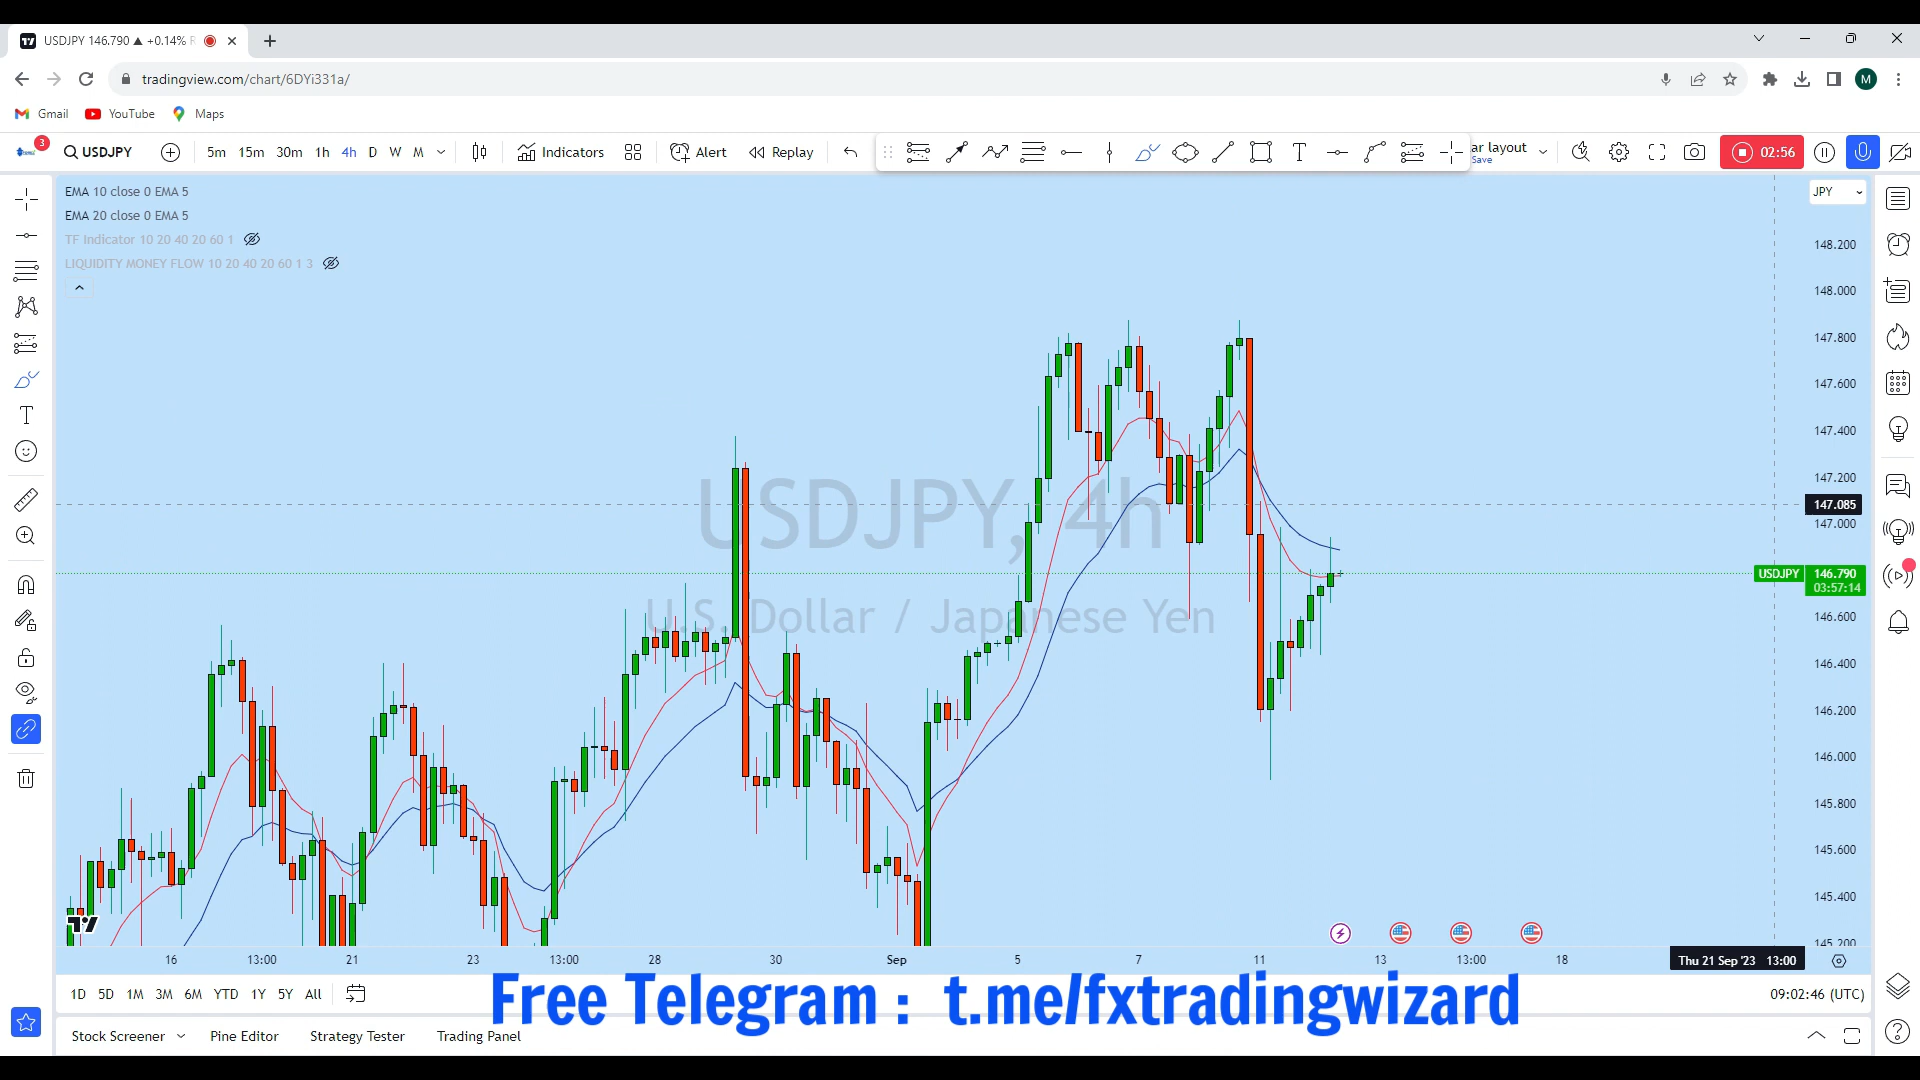 USDJPY 146.790 ▲ +0.14% R
tradingview.com/chart/6DYi331a/
M
Gmail YouTube Maps
3
USDJPY 5m 15m 30m 1h 4h D W M Indicators Alert Replay ar layout 02:56
Save
EMA 10 close 0 EMA 5
EMA 20 close 0 EMA 5
TF Indicator 10 20 40 20 60 1
LIQUIDITY MONEY FLOW 10 20 40 20 60 1 3
JPY
148.200
148.000
147.800
147.600
147.400
147.200
147.085
147.000
USDJPY 146.790
03:57:14
146.600
146.400
146.200
146.000
145.800
145.600
145.400
145.200
USDJPY, 4h
U.S. Dollar / Japanese Yen
16 13:00 21 23 13:00 28 30 Sep 5 7 11 13 13:00 18 Thu 21 Sep '23 13:00
1D 5D 1M 3M 6M YTD 1Y 5Y All 09:02:46 (UTC)
Free Telegram : t.me/fxtradingwizard
Stock Screener Pine Editor Strategy Tester Trading Panel